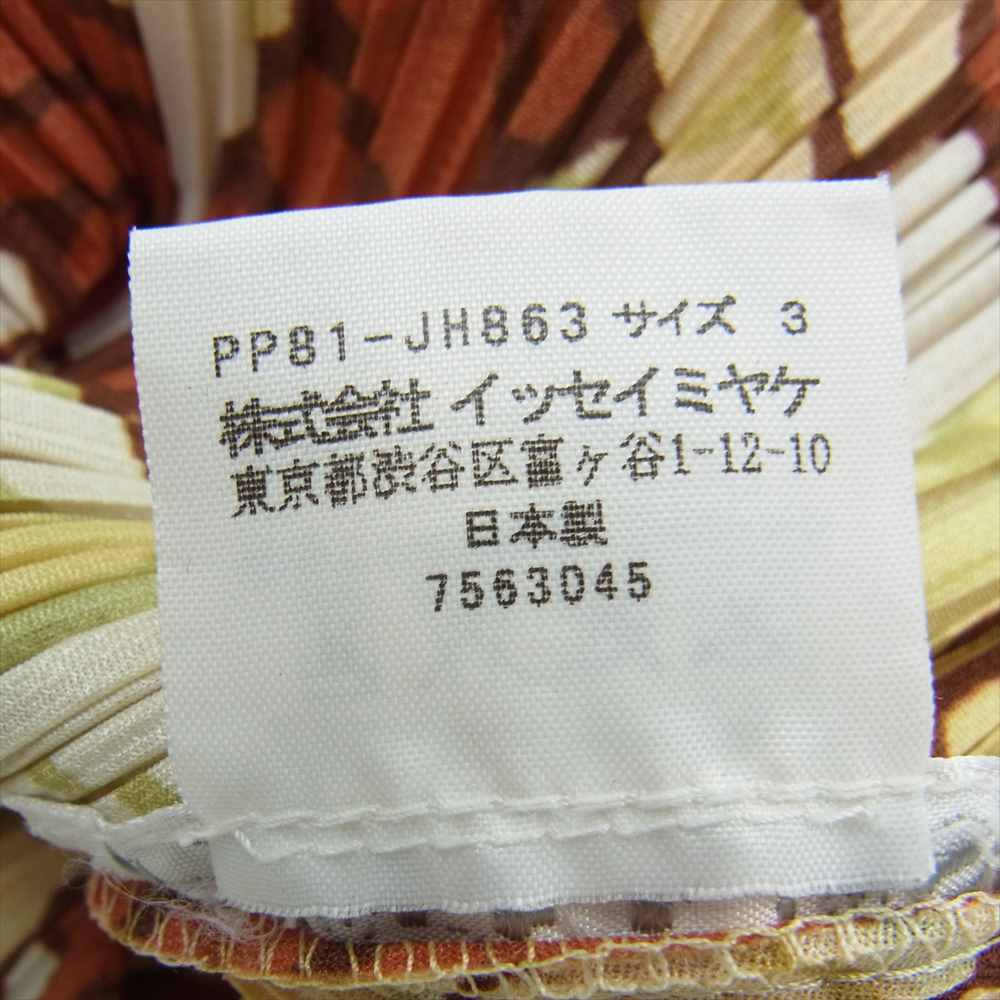 PP81-JH863 サイズ 3
株式会社 イッセイミヤケ
東京都渋谷区富ヶ谷1-12-10
日本製
7563045